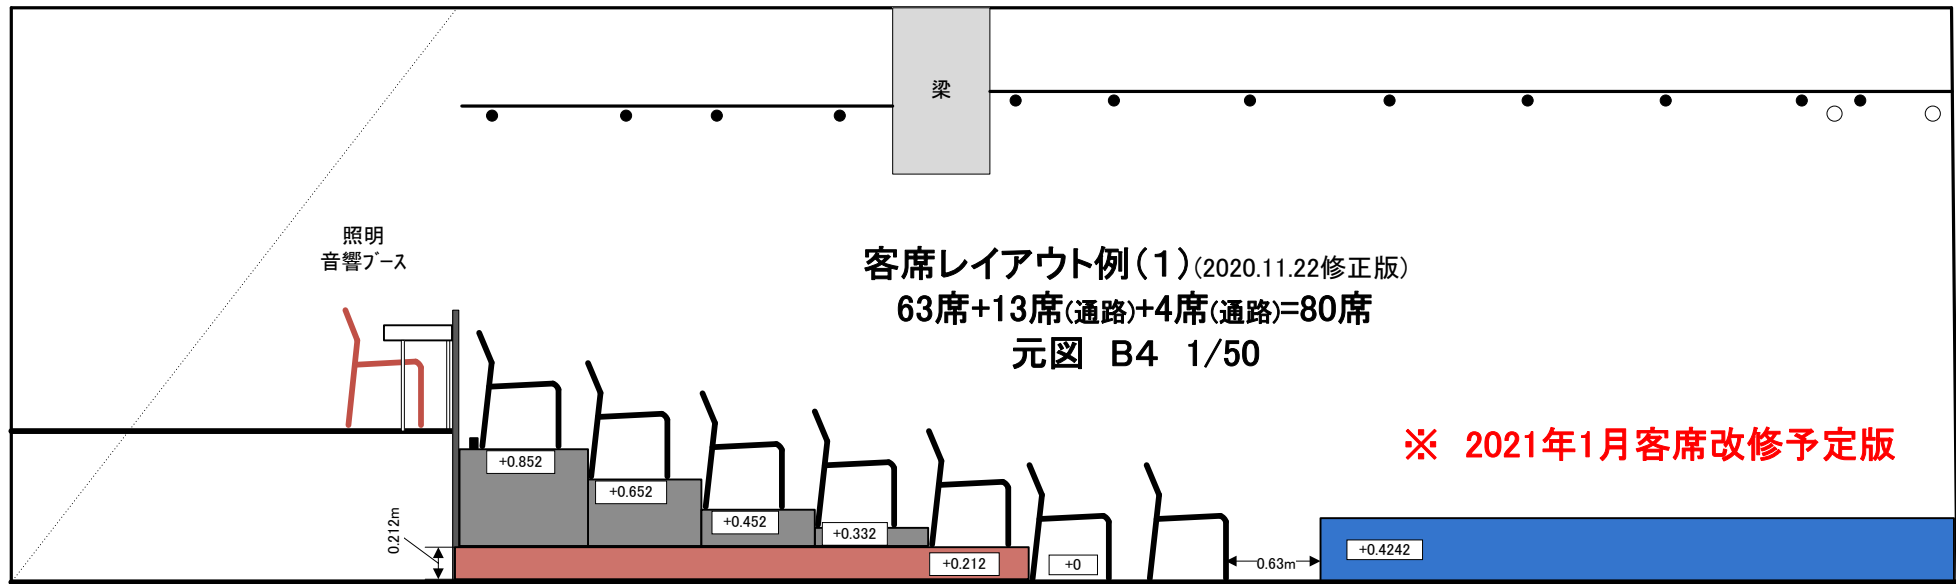 梁
照明
音響ﾌﾞｰｽ
客席レイアウト例(1)(2020.11.22修正版)
63席+13席(通路)+4席(通路)=80席
元図 B4 1/50
※ 2021年1月客席改修予定版
+0.852
+0.652
+0.452
+0.332
0.212m
+0.212
+0
0.63m
+0.4242